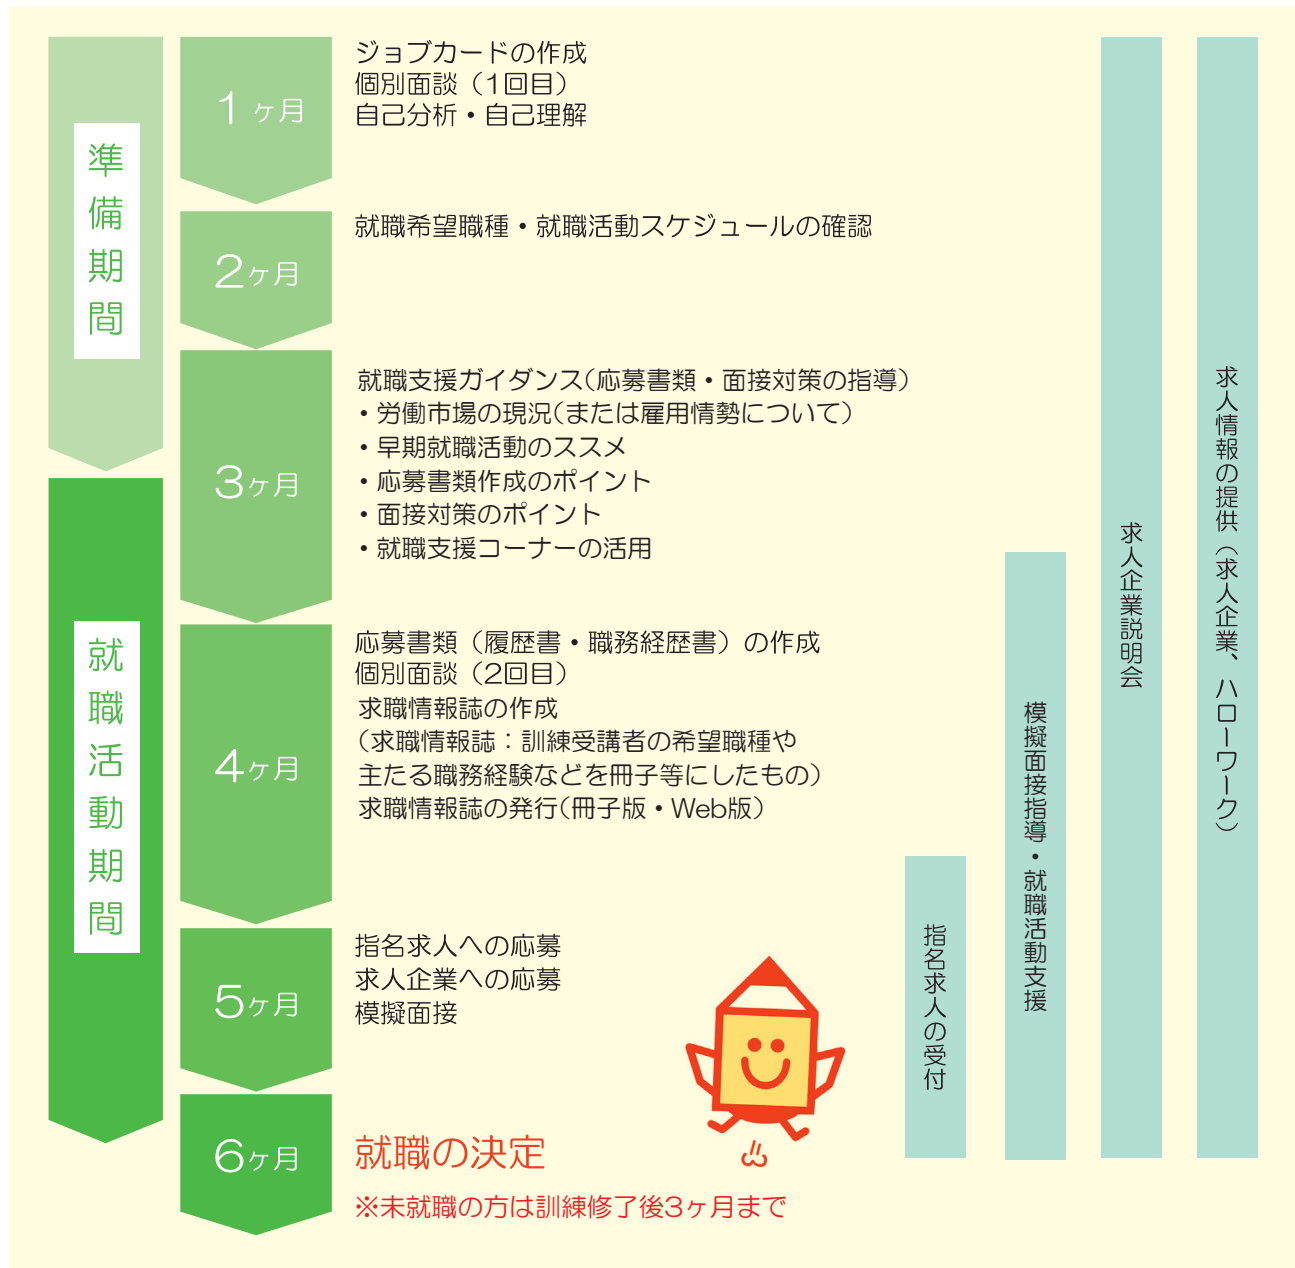 準備期間
1ヶ月
ジョブカードの作成
個別面談（1回目）
自己分析・自己理解
2ヶ月
就職希望職種・就職活動スケジュールの確認
3ヶ月
就職支援ガイダンス（応募書類・面接対策の指導）
・労働市場の現況（または雇用情勢について）
・早期就職活動のススメ
・応募書類作成のポイント
・面接対策のポイント
・就職支援コーナーの活用
就職活動期間
4ヶ月
応募書類（履歴書・職務経歴書）の作成
個別面談（2回目）
求職情報誌の作成
（求職情報誌：訓練受講者の希望職種や
主たる職務経験などを冊子等にしたもの）
求職情報誌の発行（冊子版・Web版）
5ヶ月
指名求人への応募
求人企業への応募
模擬面接
6ヶ月
就職の決定
※未就職の方は訓練修了後3ヶ月まで
指名求人の受付
模擬面接指導・就職活動支援
求人企業説明会
求人情報の提供（求人企業、ハローワーク）